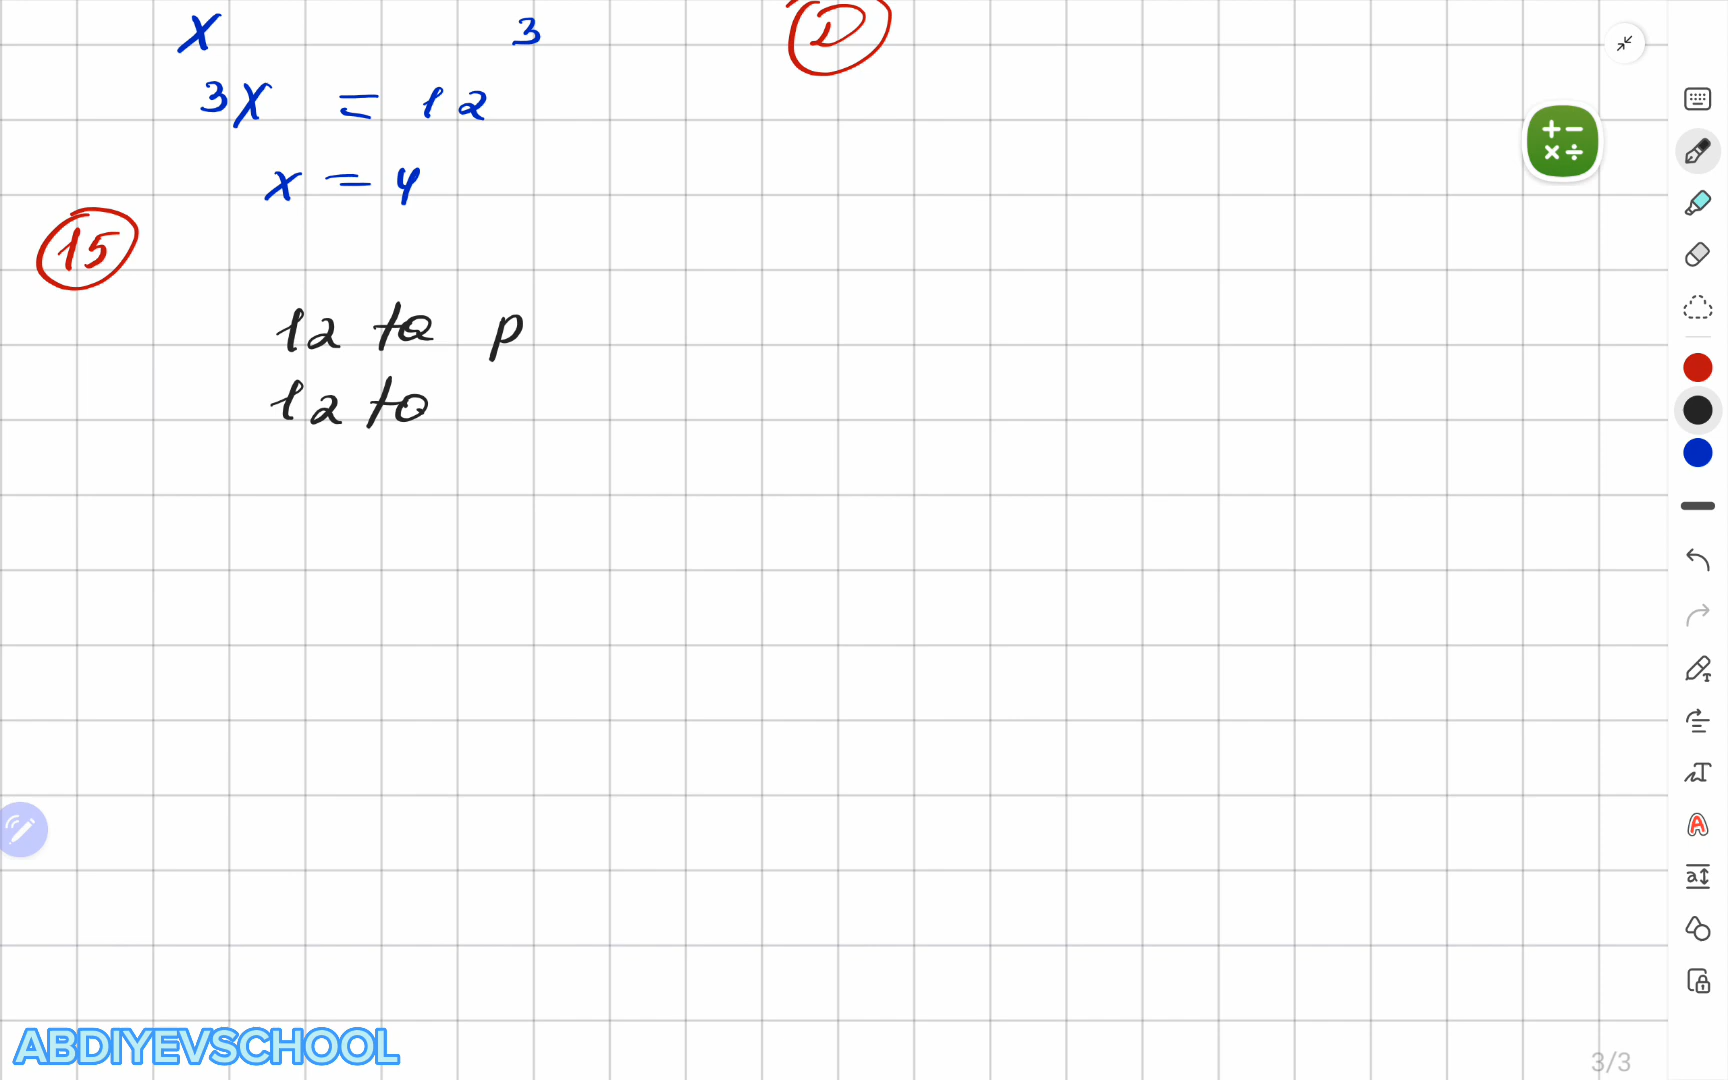 x 3 D
3x = 12
x = 4
15
12 ta p
12 ta
ABDIYEVSCHOOL
3/3